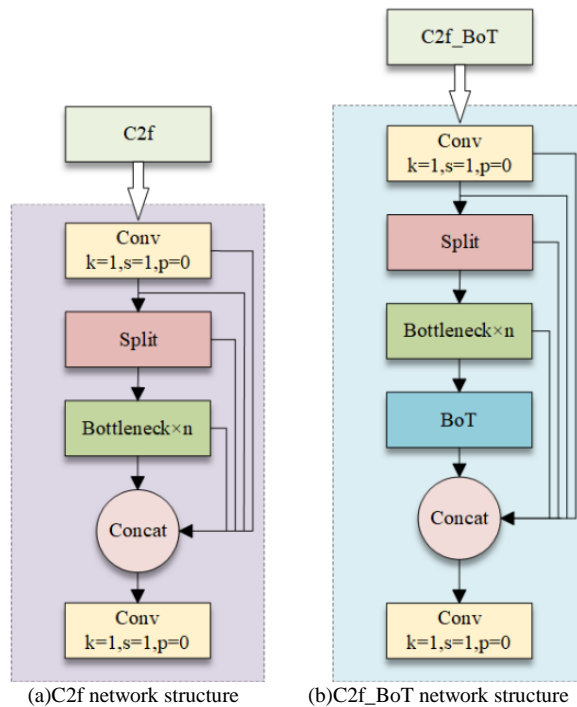 C2f
Conv
k=1,s=1,p=0
Split
Bottleneck×n
Concat
Conv
k=1,s=1,p=0
(a)C2f network structure
C2f_BoT
Conv
k=1,s=1,p=0
Split
Bottleneck×n
BoT
Concat
Conv
k=1,s=1,p=0
(b)C2f_BoT network structure